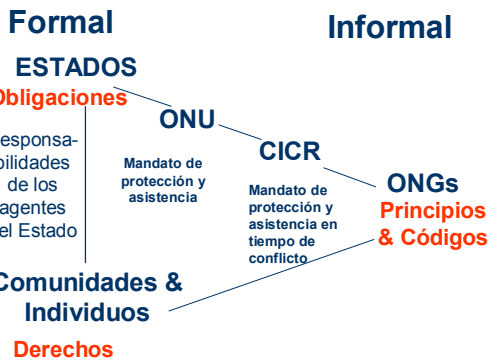 Formal
Informal
ESTADOS
Obligaciones
ONU
CICR
esponsa-
bilidades
de los
agentes
el Estado
Mandato de
protección y
asistencia
Mandato de
protección y
asistencia en
tiempo de
conflicto
ONGs
Principios
& Códigos
Comunidades &
Individuos
Derechos